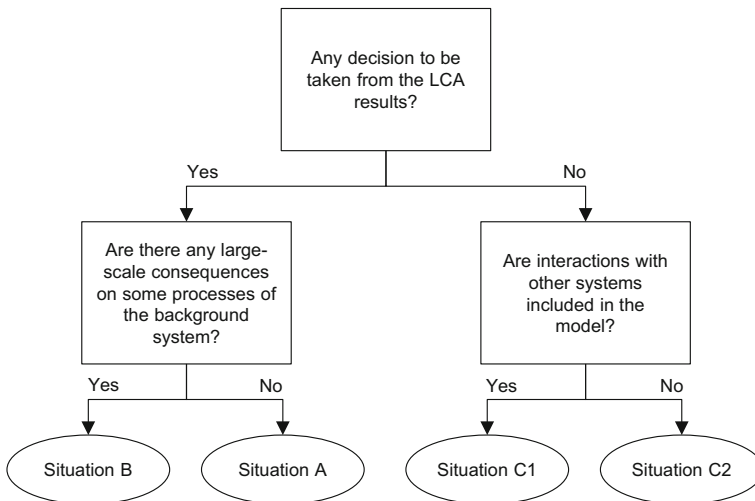 Any decision to be
taken from the LCA
results?
Yes
No
Are there any large-
scale consequences
on some processes of
the background
system?
Are interactions with
other systems
included in the
model?
Yes
No
Yes
No
Situation B
Situation A
Situation C1
Situation C2